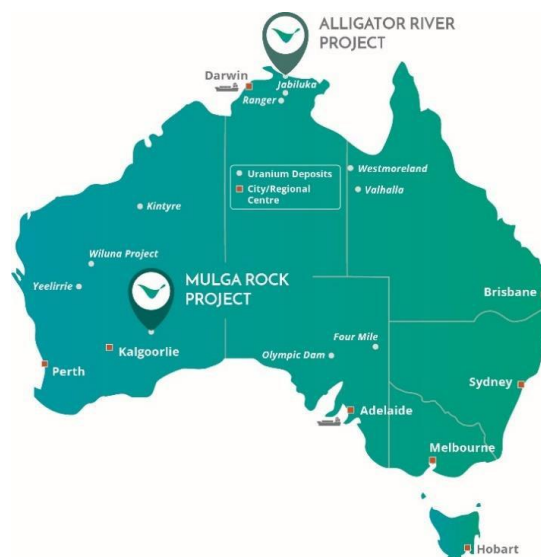 ALLIGATOR RIVER
PROJECT
Darwin
Jabiluka
Ranger
Uranium Deposits
City/Regional
Centre
Westmoreland
Valhalla
Kintyre
Wiluna Project
Yeelirrie
MULGA ROCK
PROJECT
Brisbane
Four Mile
Olympic Dam
Kalgoorlie
Perth
Sydney
Adelaide
Melbourne
Hobart